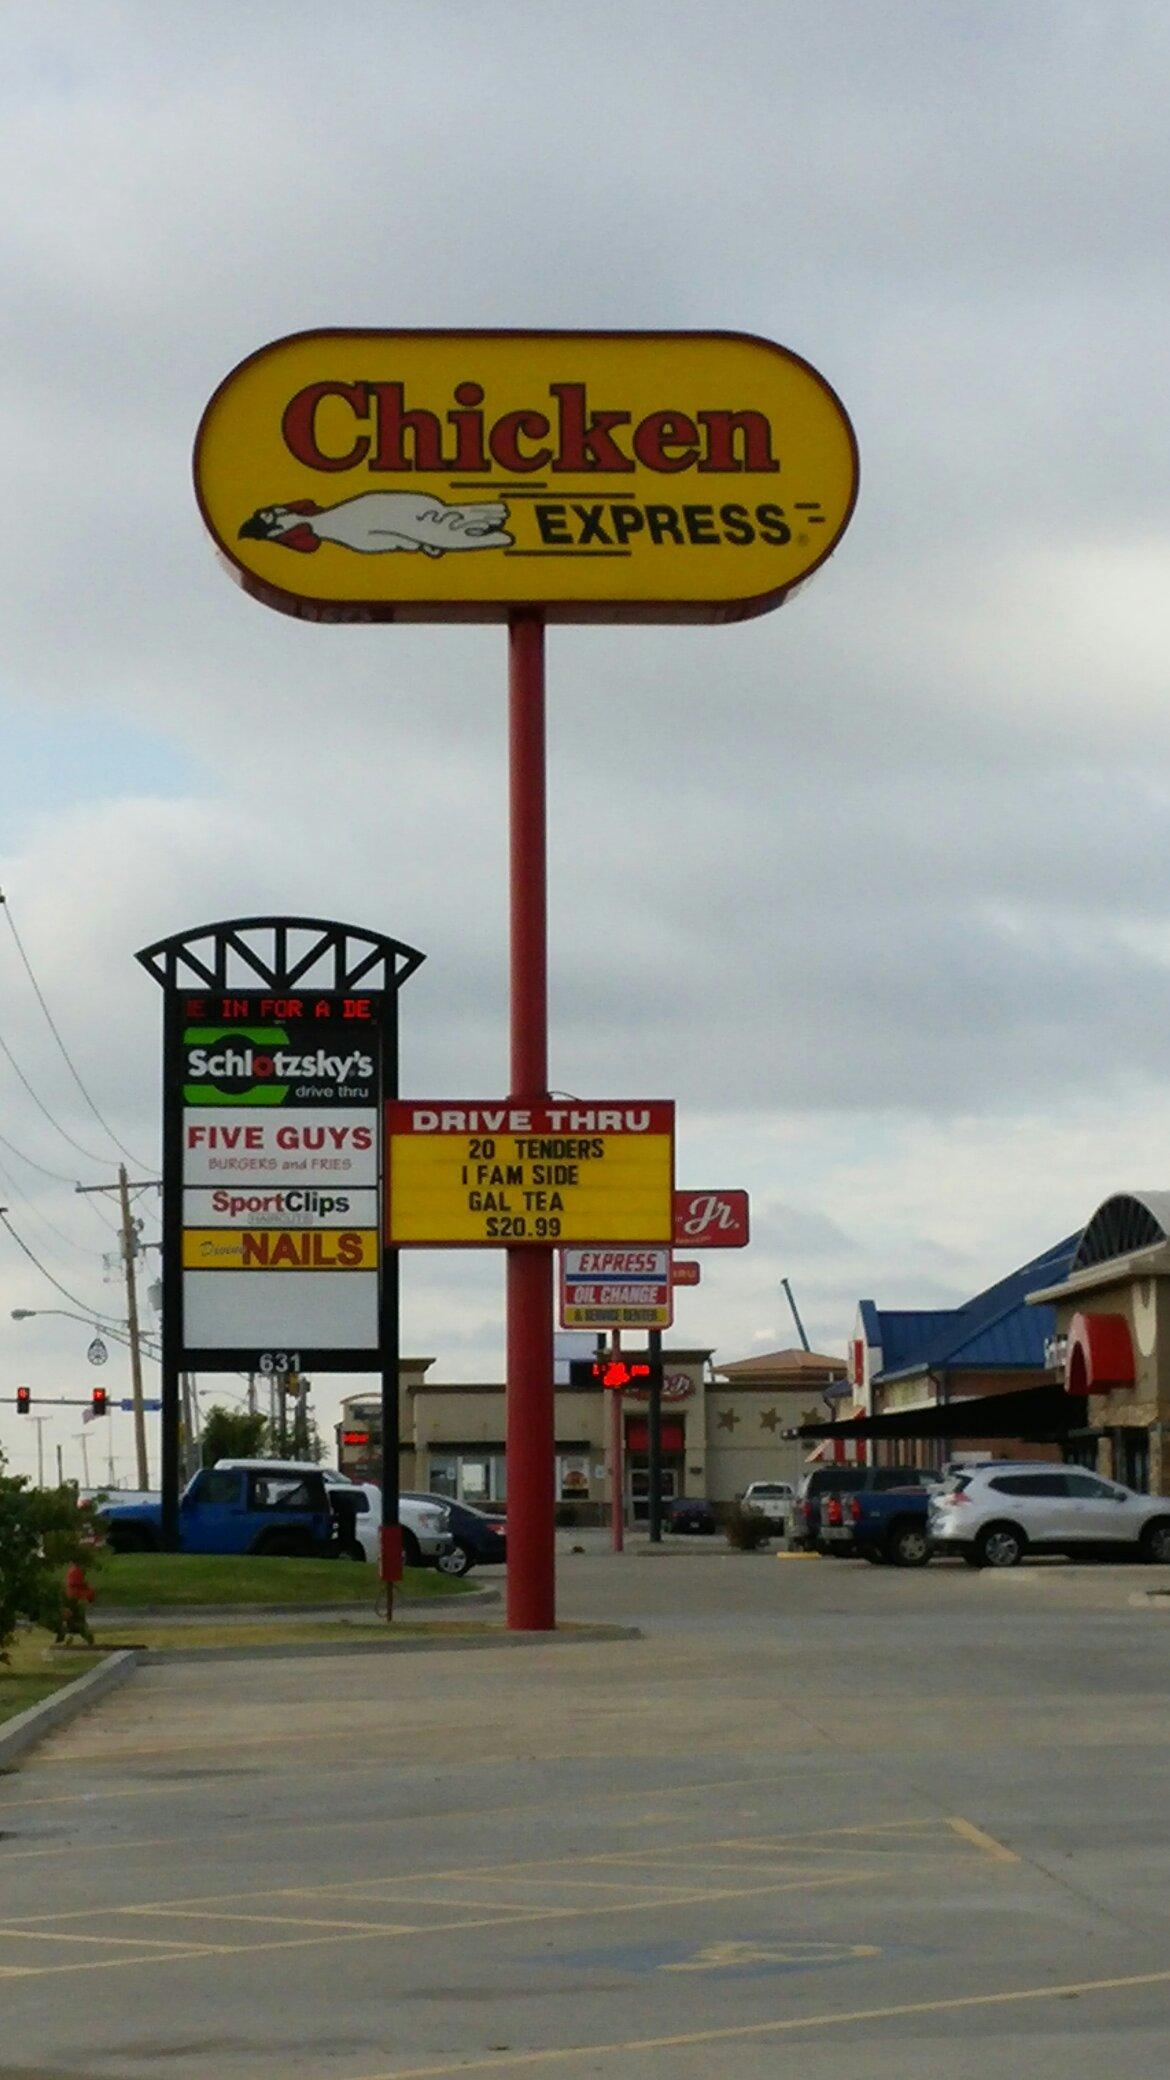 Chicken
EXPRESS
E IN FOR A DE
Schlotzsky's
drive thru
FIVE GUYS
BURGERS and FRIES
SportClips
HAIRCUTS
NAILS
631
DRIVE THRU
20 TENDERS
1 FAM SIDE
GAL TEA
$20.99
Jr.
EXPRESS
OIL CHANGE
& SERVICE CENTER